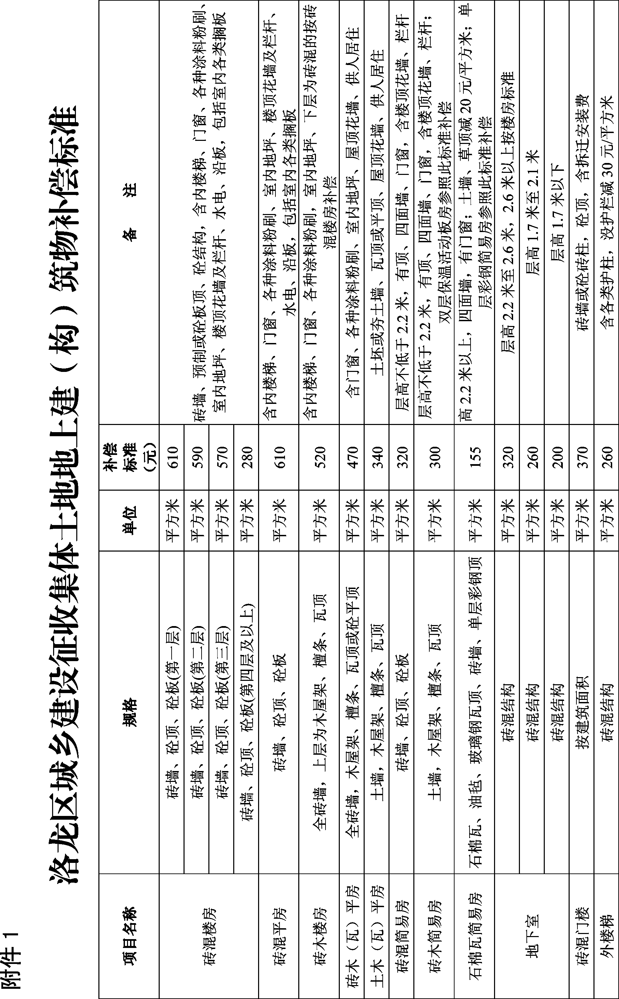 附件 1
洛龙区城乡建设征收集体土地地上建（构）筑物补偿标准
项目名称 规格 单位 补偿标准（元） 备 注
砖混楼房 砖墙、砼顶、砼板(第一层) 平方米 610 砖墙、预制或砼板顶、砼结构，含内楼梯、门窗、各种涂料粉刷、室内地坪、楼顶花墙及栏杆、水电、沿板，包括室内各类搁板
砖墙、砼顶、砼板(第二层) 平方米 590
砖墙、砼顶、砼板(第三层) 平方米 570
砖墙、砼顶、砼板(第四层及以上) 平方米 280
砖混平房 砖墙、砼顶、砼板 平方米 610 含内楼梯、门窗、各种涂料粉刷、室内地坪、楼顶花墙及栏杆、水电、沿板，包括室内各类搁板
砖木楼房 全砖墙，上层为木屋架、檀条、瓦顶 平方米 520 含内楼梯、门窗、各种涂料粉刷，室内地坪、下层为砖混的按砖混楼房补偿
砖木（瓦）平房 全砖墙，木屋架、檀条、瓦顶或砼平顶 平方米 470 含门窗、各种涂料粉刷、室内地坪、屋顶花墙、供人居住
土木（瓦）平房 土墙，木屋架、檀条、瓦顶 平方米 340 土坯或夯土墙、瓦顶或平顶、屋顶花墙、供人居住
砖混简易房 砖墙、砼顶、砼板 平方米 320 层高不低于 2.2 米，有顶、四面墙、门窗，含楼顶花墙、栏杆
砖木简易房 土墙，木屋架、檀条、瓦顶 平方米 300 层高不低于 2.2 米，有顶、四面墙、门窗，含楼顶花墙、栏杆；双层保温活动板房参照此标准补偿
石棉瓦简易房 石棉瓦、油毡、玻璃钢瓦顶、砖墙、单层彩钢顶 平方米 155 高 2.2 米以上，四面墙，有门窗；土墙、草顶减 20 元/平方米；单层彩钢简易房参照此标准补偿
地下室 砖混结构 平方米 320 层高 2.2 米至 2.6 米，2.6 米以上按楼房标准
砖混结构 平方米 260 层高 1.7 米至 2.1 米
砖混结构 平方米 200 层高 1.7 米以下
砖混门楼 按建筑面积 平方米 370 砖墙或砼砖柱，砼顶，含拆迁安装费
外楼梯 砖混结构 平方米 260 含各类护柱，没护栏减 30 元/平方米